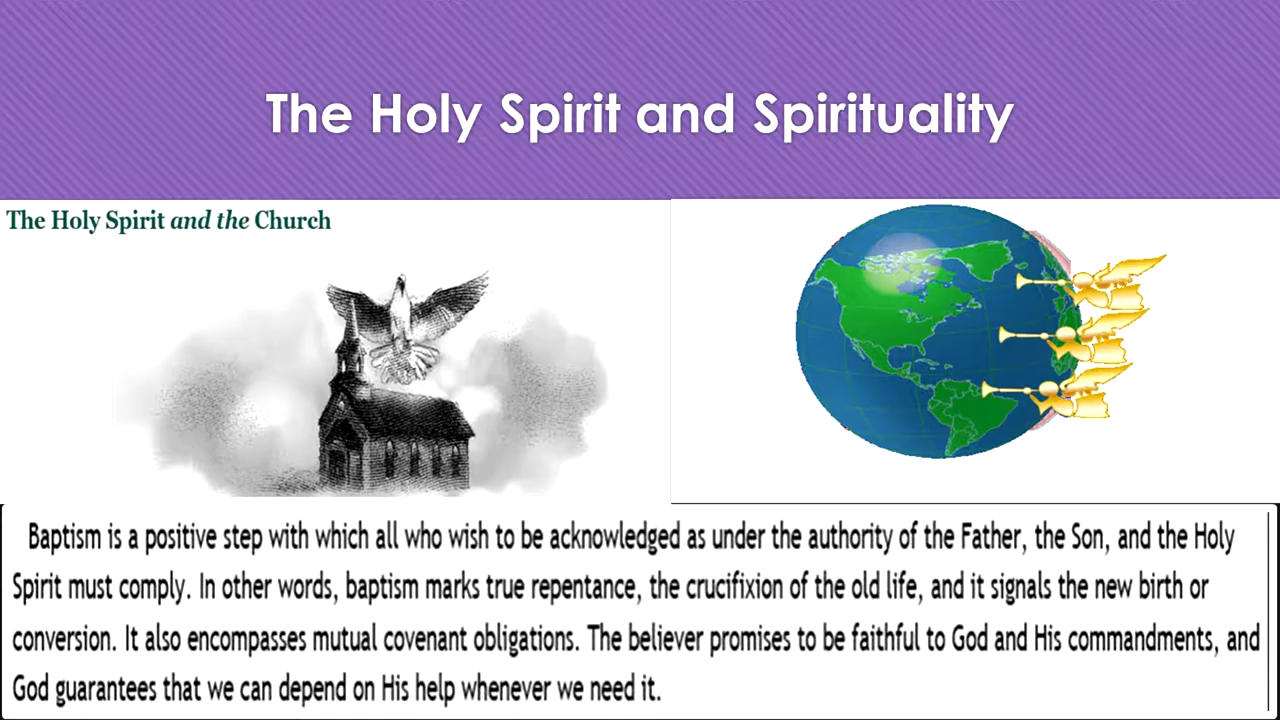 The Holy Spirit and Spirituality
The Holy Spirit and the Church
Baptism is a positive step with which all who wish to be acknowledged as under the authority of the Father, the Son, and the Holy
Spirit must comply. In other words, baptism marks true repentance, the crucifixion of the old life, and it signals the new birth or
conversion. It also encompasses mutual covenant obligations. The believer promises to be faithful to God and His commandments, and
God guarantees that we can depend on His help whenever we need it.